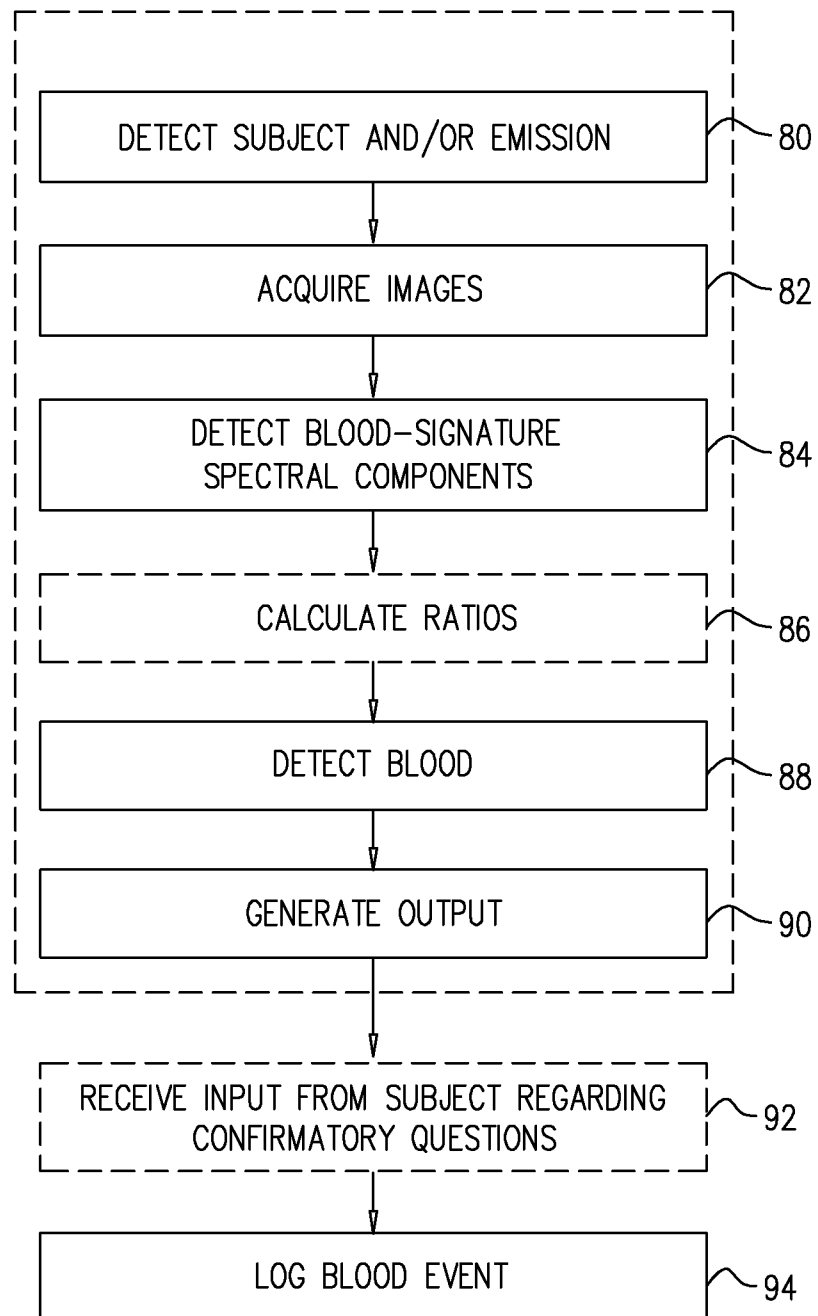 DETECT SUBJECT AND/OR EMISSION
80
ACQUIRE IMAGES
82
DETECT BLOOD-SIGNATURE
SPECTRAL COMPONENTS
84
CALCULATE RATIOS
86
DETECT BLOOD
88
GENERATE OUTPUT
90
RECEIVE INPUT FROM SUBJECT REGARDING
CONFIRMATORY QUESTIONS
92
LOG BLOOD EVENT
94